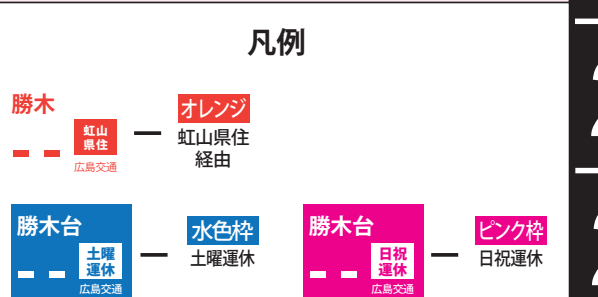 凡例
勝木
虹山
県住
広島交通
オレンジ
虹山県住
経由
勝木台
土曜
運休
広島交通
水色枠
土曜運休
勝木台
日祝
運休
広島交通
ピンク枠
日祝運休